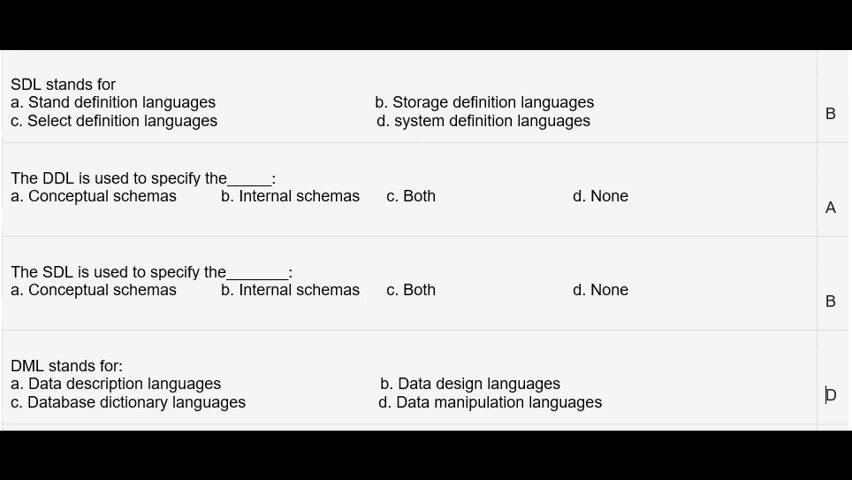 SDL stands for
a. Stand definition languages b. Storage definition languages
c. Select definition languages d. system definition languages
B
The DDL is used to specify the_____:
a. Conceptual schemas b. Internal schemas c. Both d. None
A
The SDL is used to specify the_______:
a. Conceptual schemas b. Internal schemas c. Both d. None
B
DML stands for:
a. Data description languages b. Data design languages
c. Database dictionary languages d. Data manipulation languages
D